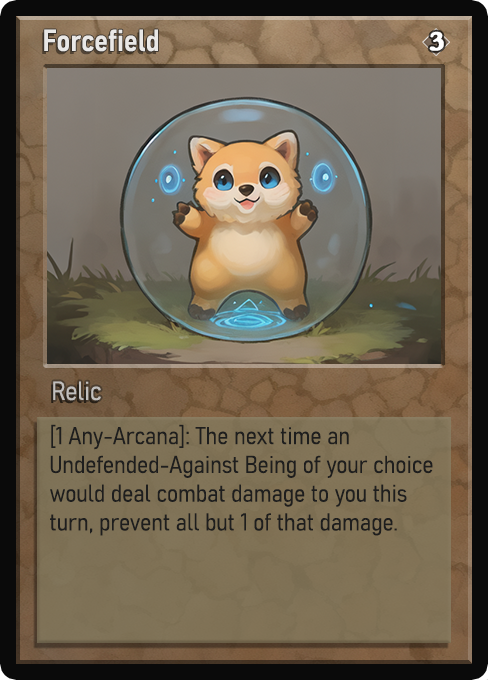 Forcefield 3
Relic
[1 Any-Arcana]: The next time an
Undefended-Against Being of your choice
would deal combat damage to you this
turn, prevent all but 1 of that damage.